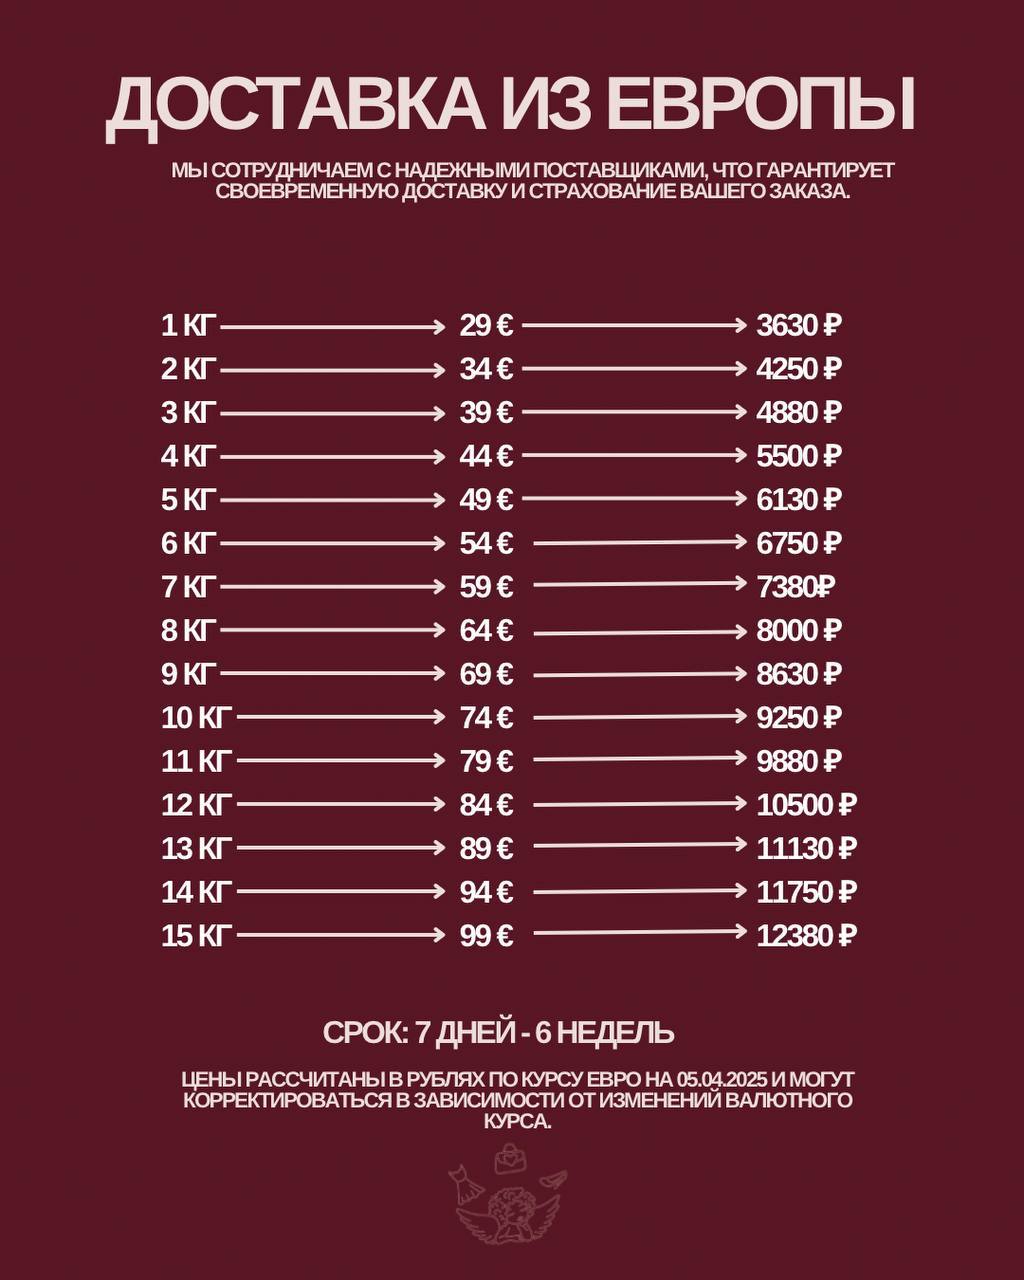 ДОСТАВКА ИЗ ЕВРОПЫ
МЫ СОТРУДНИЧАЕМ С НАДЕЖНЫМИ ПОСТАВЩИКАМИ, ЧТО ГАРАНТИРУЕТ
СВОЕВРЕМЕННУЮ ДОСТАВКУ И СТРАХОВАНИЕ ВАШЕГО ЗАКАЗА.
1 КГ 29 € 3630 ₽
2 КГ 34 € 4250 ₽
3 КГ 39 € 4880 ₽
4 КГ 44 € 5500 ₽
5 КГ 49 € 6130 ₽
6 КГ 54 € 6750 ₽
7 КГ 59 € 7380₽
8 КГ 64 € 8000 ₽
9 КГ 69 € 8630 ₽
10 КГ 74 € 9250 ₽
11 КГ 79 € 9880 ₽
12 КГ 84 € 10500 ₽
13 КГ 89 € 11130 ₽
14 КГ 94 € 11750 ₽
15 КГ 99 € 12380 ₽
СРОК: 7 ДНЕЙ - 6 НЕДЕЛЬ
ЦЕНЫ РАССЧИТАНЫ В РУБЛЯХ ПО КУРСУ ЕВРО НА 05.04.2025 И МОГУТ
КОРРЕКТИРОВАТЬСЯ В ЗАВИСИМОСТИ ОТ ИЗМЕНЕНИЙ ВАЛЮТНОГО
КУРСА.